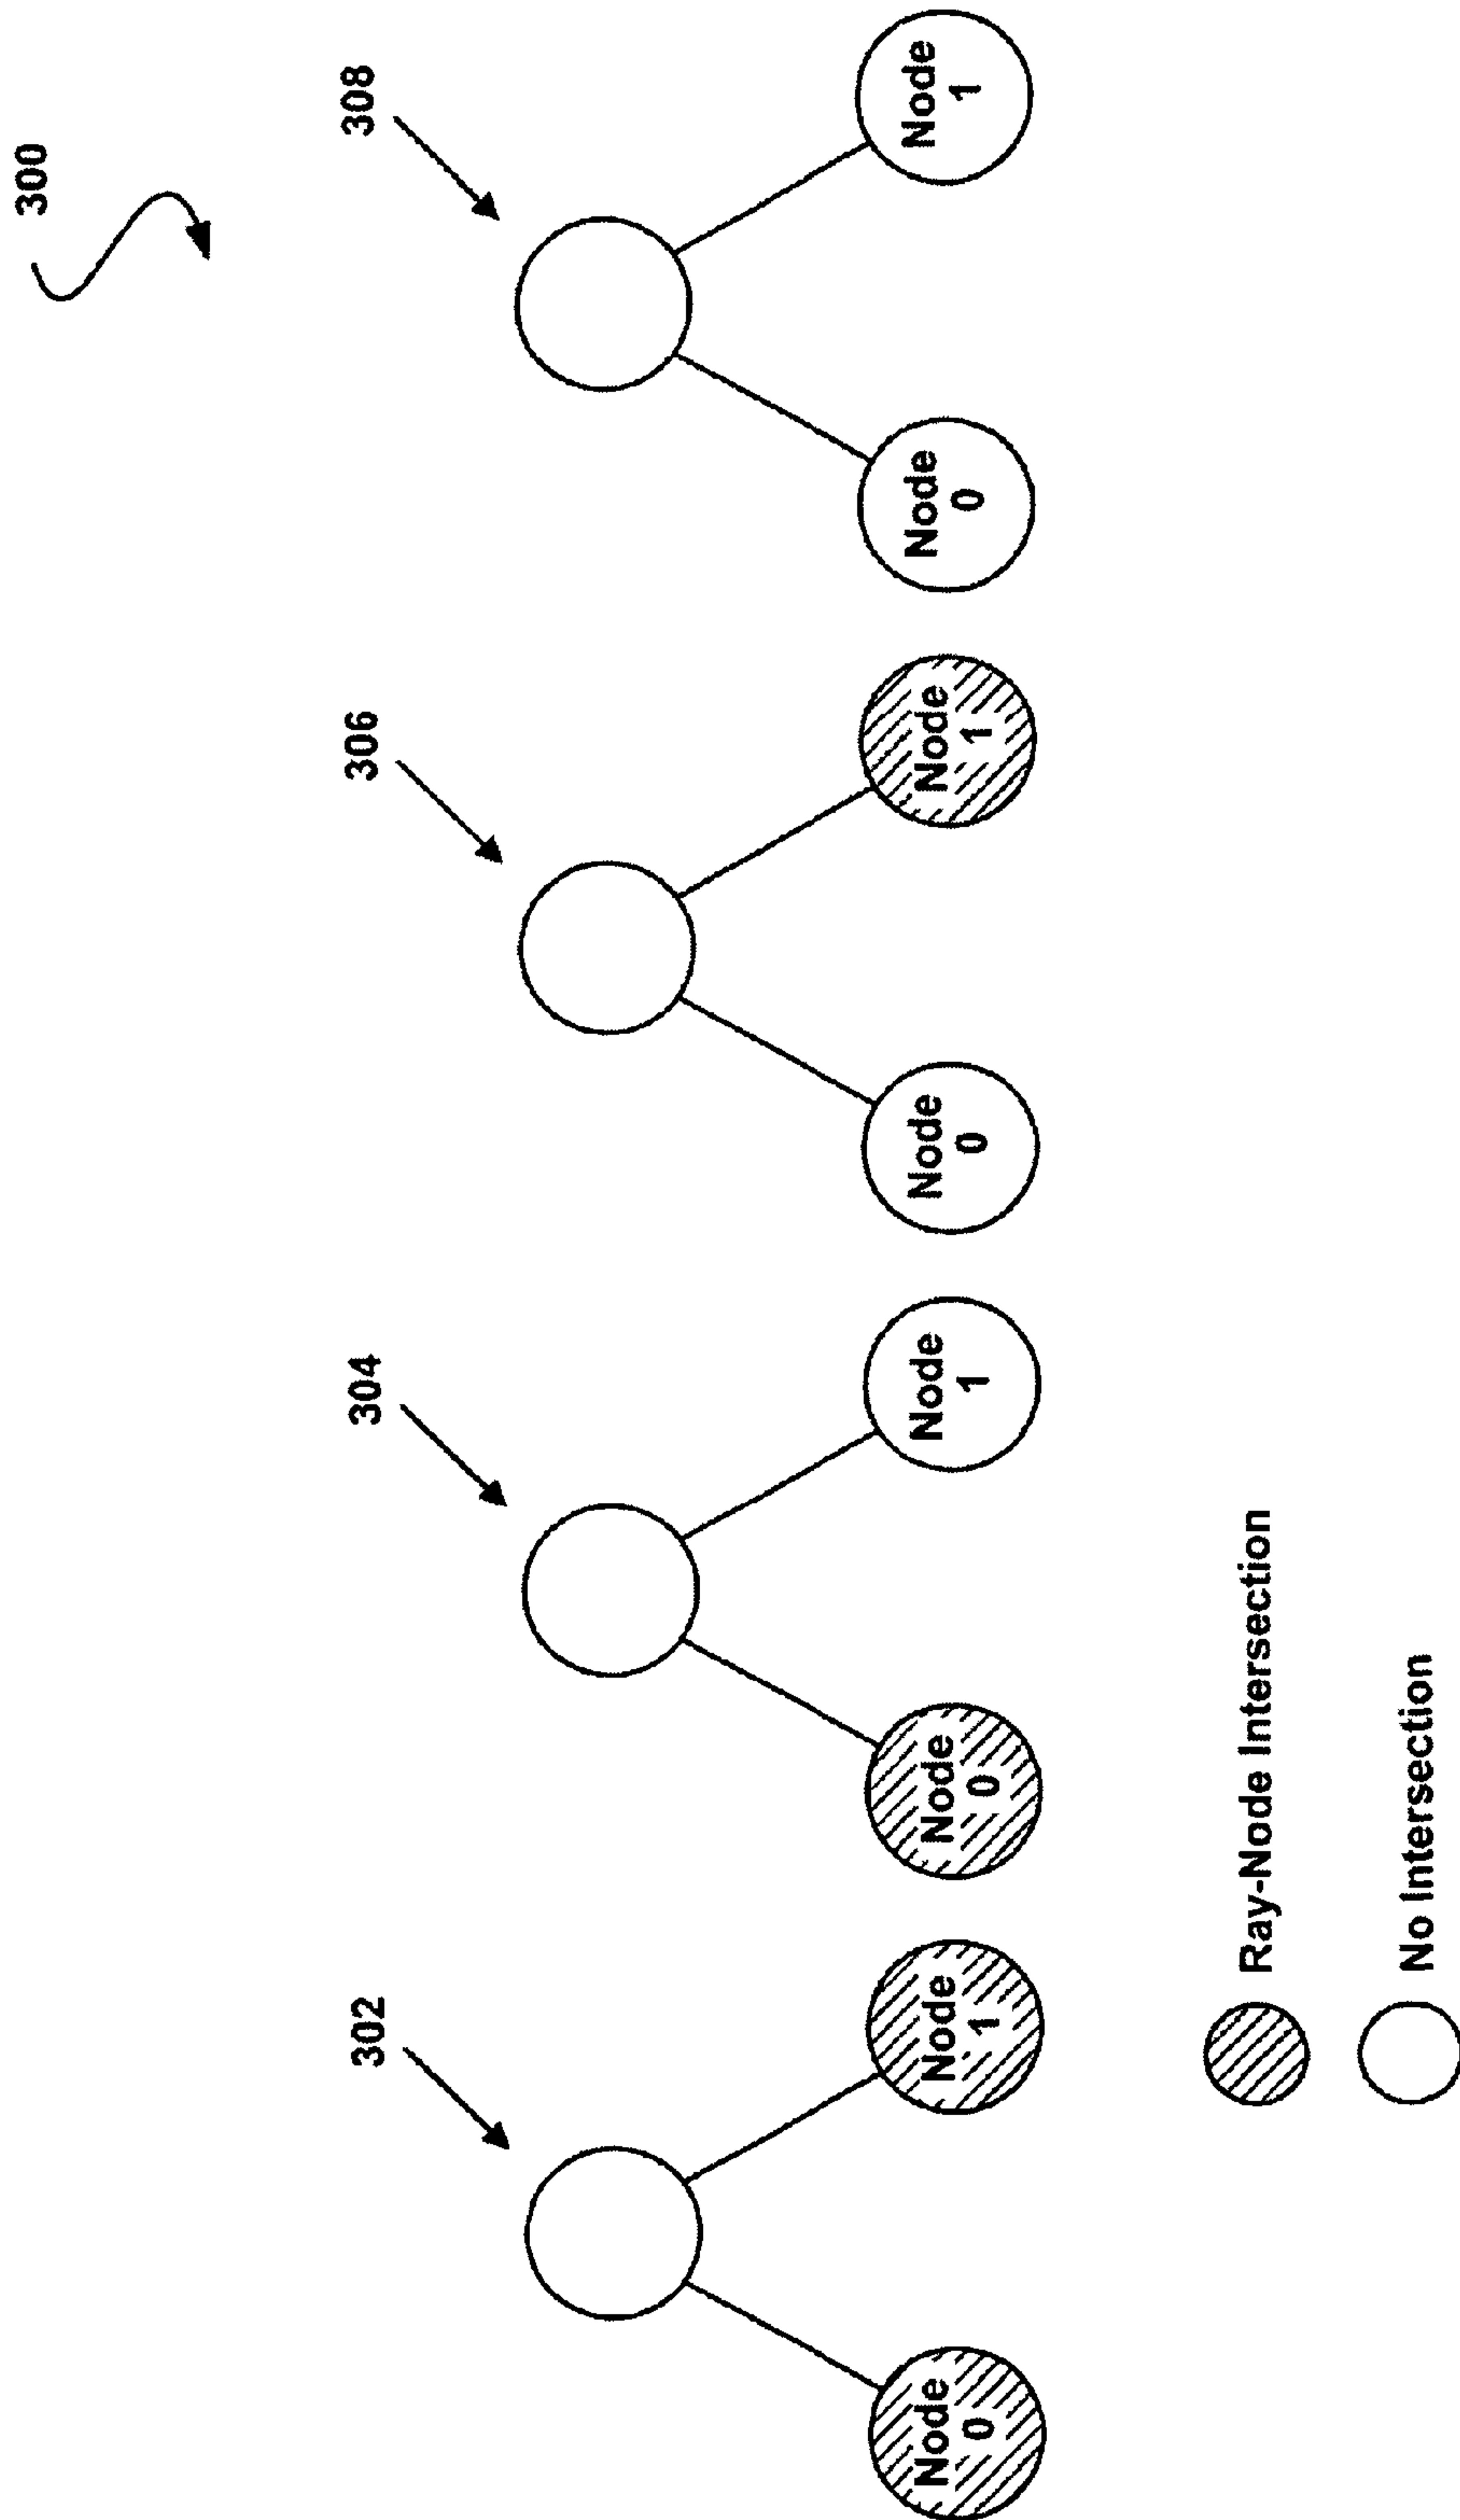 300
302
304
306
308
Node
0
Node
1
Node
0
Node
1
Node
0
Node
1
Node
0
Node
1
Ray-Node Intersection
No Intersection